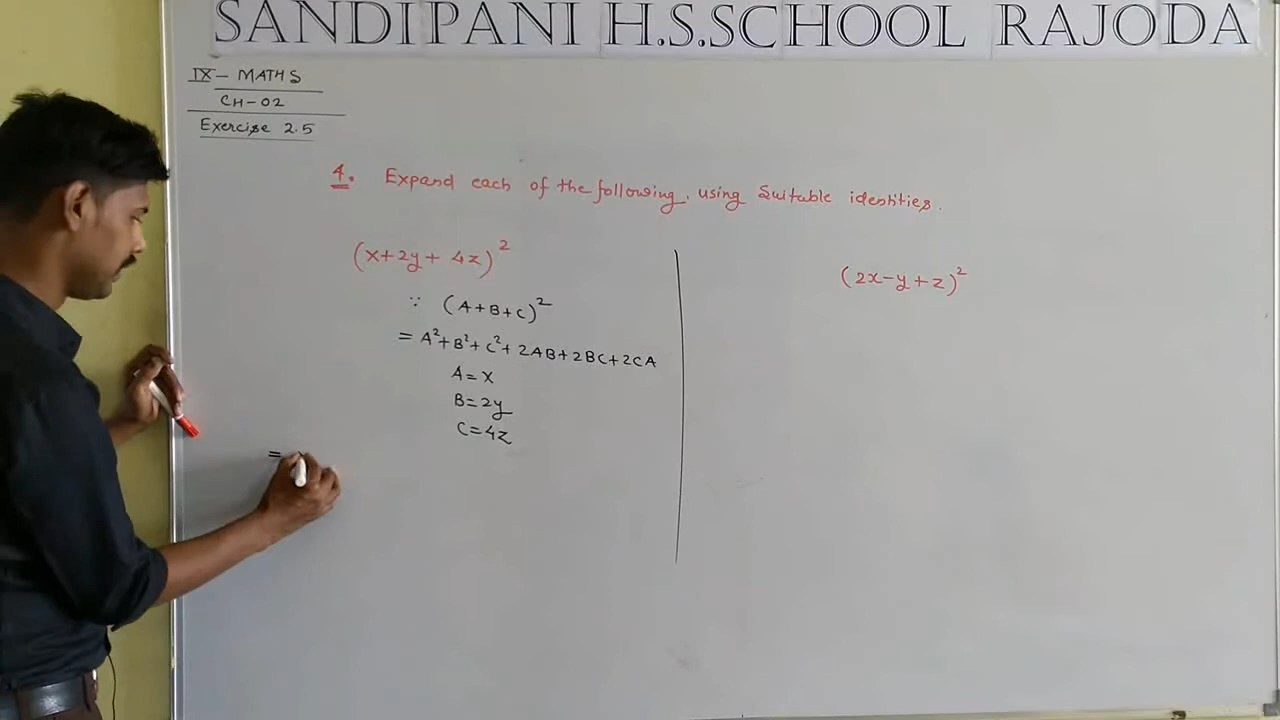 SANDIPANI H.S.SCHOOL RAJODA
IX - MATHS
CH-02
Exercise 2.5
4. Expand each of the following, using Suitable identities.
(x+2y+4z)²
∵ (A+B+C)²
= A²+B²+C²+2AB+2BC+2CA
A=x
B=2y
C=4z
=
(2x-y+z)²